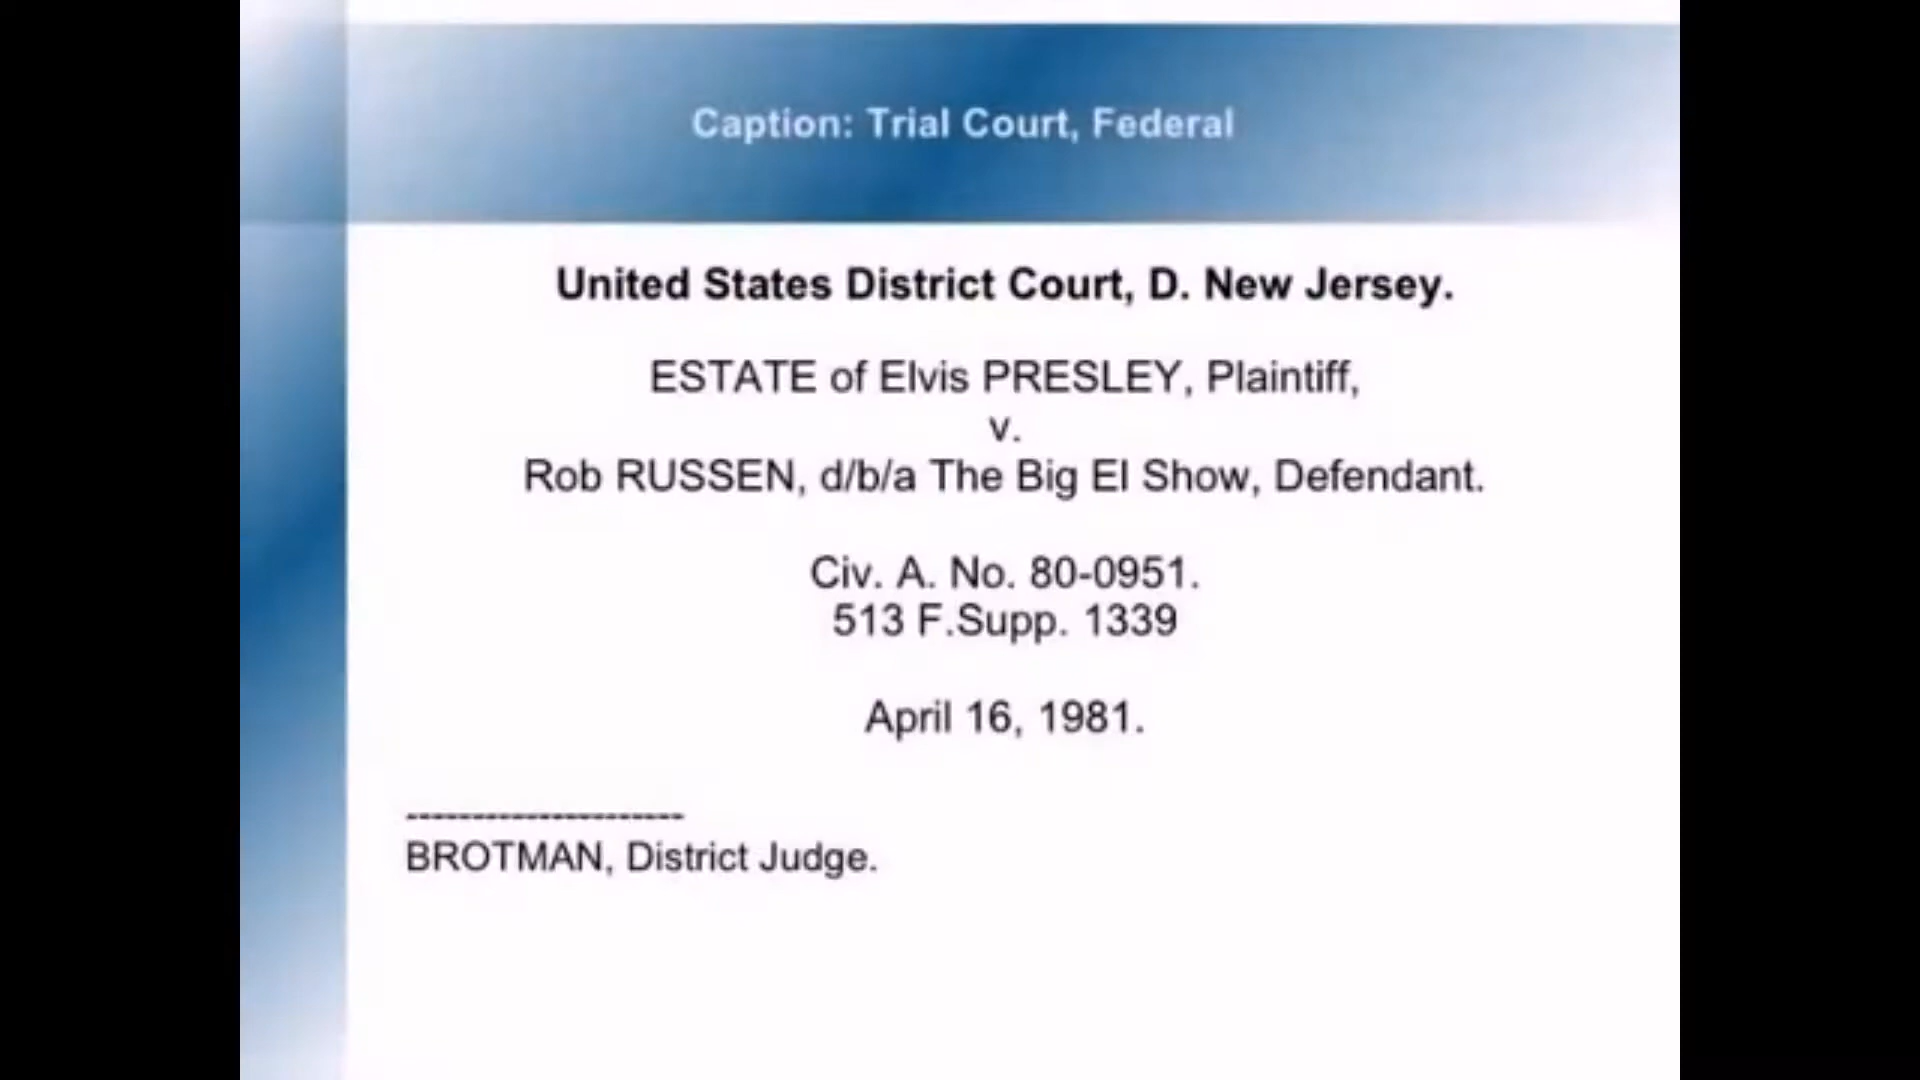 Caption: Trial Court, Federal
United States District Court, D. New Jersey.
ESTATE of Elvis PRESLEY, Plaintiff,
v.
Rob RUSSEN, d/b/a The Big El Show, Defendant.
Civ. A. No. 80-0951.
513 F.Supp. 1339
April 16, 1981.
---------------------
BROTMAN, District Judge.